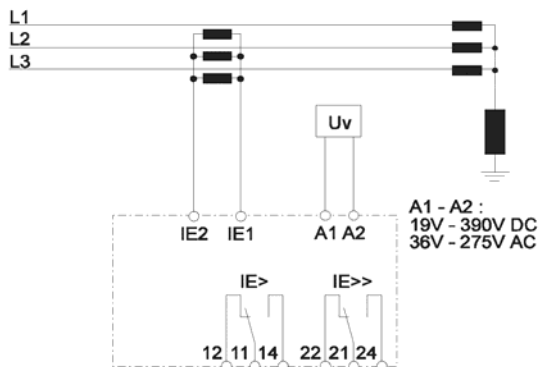 L1
L2
L3
Uv
A1 - A2 :
19V - 390V DC
36V - 275V AC
IE2 IE1 A1 A2
IE> IE>>
12 11 14 22 21 24